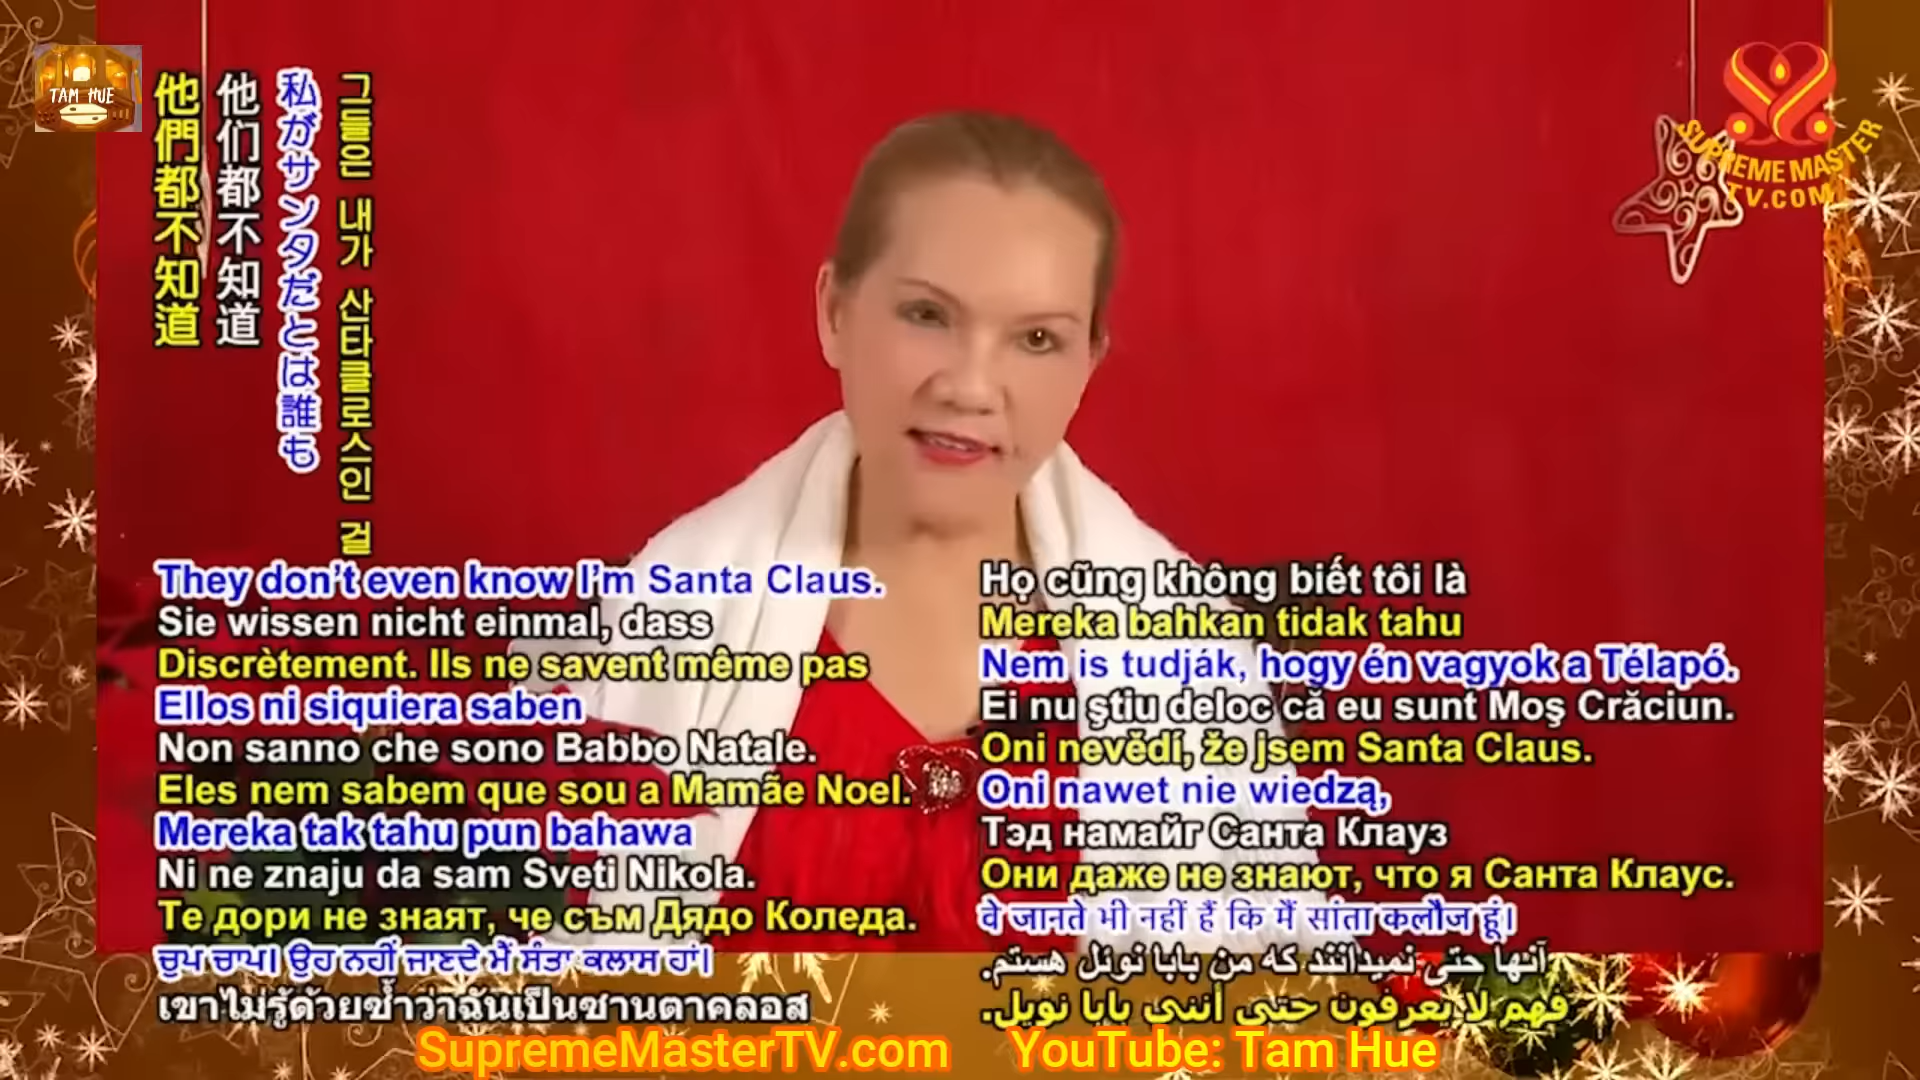 TAM HUE
SUPREME MASTER
TV.COM
他們都不知道
他们都不知道
私がサンタだとは誰も
그들은 내가 산타클로스인 걸
They don't even know I'm Santa Claus.
Sie wissen nicht einmal, dass
Discrètement. Ils ne savent même pas
Ellos ni siquiera saben
Non sanno che sono Babbo Natale.
Eles nem sabem que sou a Mamãe Noel.
Mereka tak tahu pun bahawa
Ni ne znaju da sam Sveti Nikola.
Те дори не знаят, че съм Дядо Коледа.
ਚੁਪ ਚਾਪ। ਉਹ ਨਹੀਂ ਜਾਣਦੇ ਮੈਂ ਸੰਤਾ ਕਲਾਸ ਹਾਂ।
เขาไม่รู้ด้วยซ้ำว่าฉันเป็นซานตาคลอส
Họ cũng không biết tôi là
Mereka bahkan tidak tahu
Nem is tudják, hogy én vagyok a Télapó.
Ei nu ştiu deloc că eu sunt Moş Crăciun.
Oni nevědí, že jsem Santa Claus.
Oni nawet nie wiedzą,
Тэд намайг Санта Клауз
Они даже не знают, что я Санта Клаус.
वे जानते भी नहीं हैं कि मैं सांता कलौज हूं।
آنها حتی نمیدانند که من بابا نوئل هستم.
فهم لا يعرفون حتى أنني بابا نويل.
SupremeMasterTV.com YouTube: Tam Hue